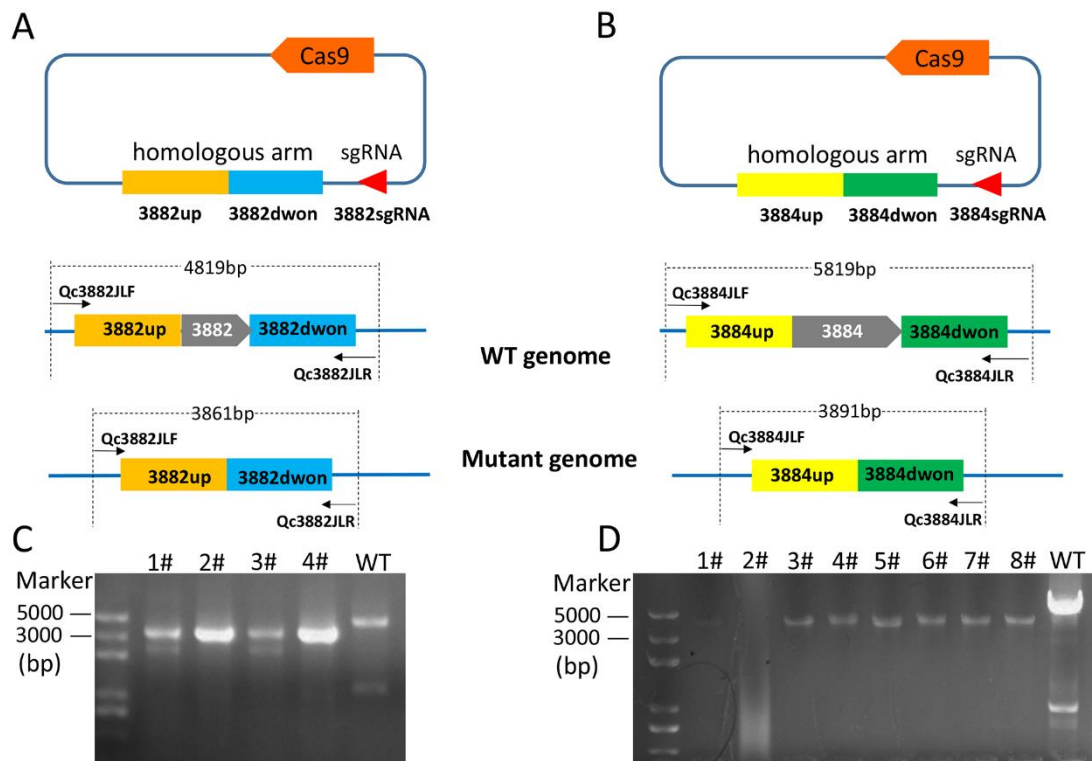 A
Cas9
homologous arm
sgRNA
3882up
3882dwon
3882sgRNA
4819bp
Qc3882JLF
3882up
3882
3882dwon
Qc3882JLR
3861bp
Qc3882JLF
3882up
3882dwon
Qc3882JLR
B
Cas9
homologous arm
sgRNA
3884up
3884dwon
3884sgRNA
5819bp
Qc3884JLF
3884up
3884
3884dwon
Qc3884JLR
3891bp
Qc3884JLF
3884up
3884dwon
Qc3884JLR
WT genome
Mutant genome
C
1# 2# 3# 4# WT
Marker
5000
3000
(bp)
D
1# 2# 3# 4# 5# 6# 7# 8# WT
Marker
5000
3000
(bp)